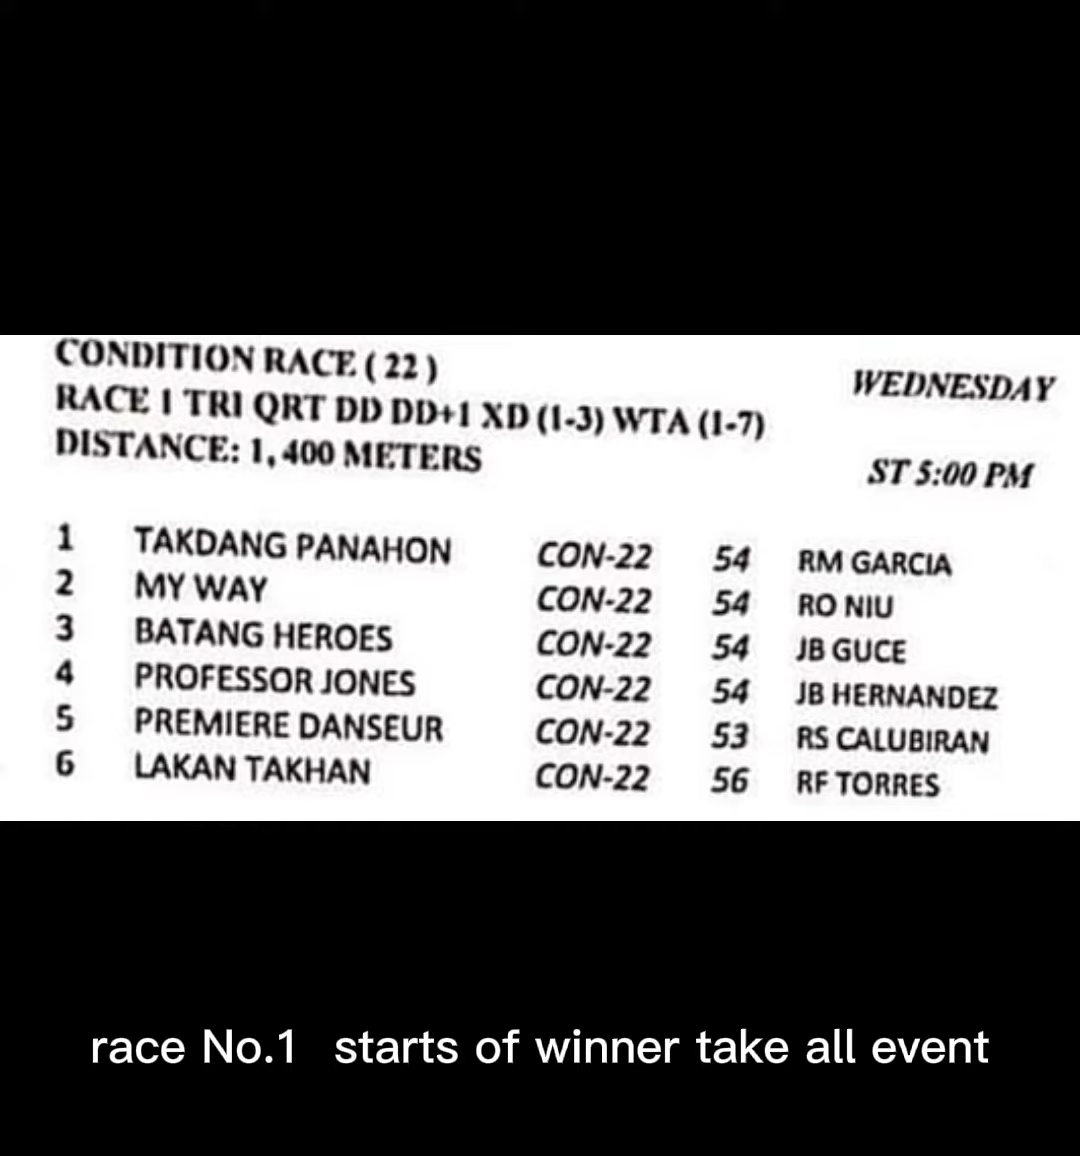 CONDITION RACE ( 22 )
WEDNESDAY
RACE 1 TRI QRT DD DD+1 XD (1-3) WTA (1-7)
DISTANCE: 1, 400 METERS
ST 5:00 PM
1 TAKDANG PANAHON CON-22 54 RM GARCIA
2 MY WAY CON-22 54 RO NIU
3 BATANG HEROES CON-22 54 JB GUCE
4 PROFESSOR JONES CON-22 54 JB HERNANDEZ
5 PREMIERE DANSEUR CON-22 53 RS CALUBIRAN
6 LAKAN TAKHAN CON-22 56 RF TORRES
race No.1 starts of winner take all event